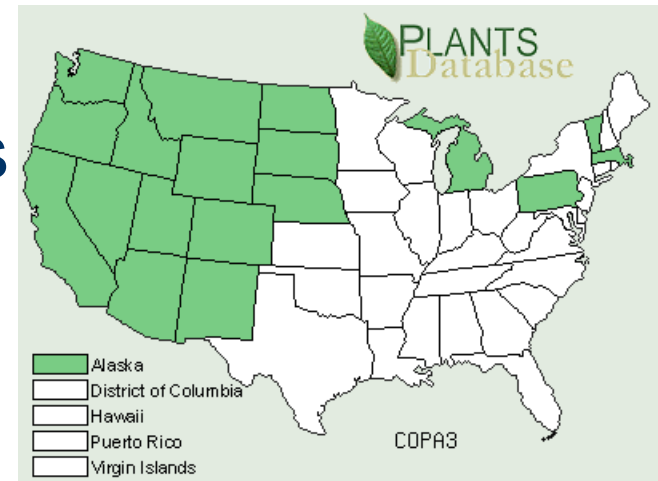 PLANTS
Database
s
Alaska
District of Columbia
Hawaii
Puerto Rico
Virgin Islands
COPA3